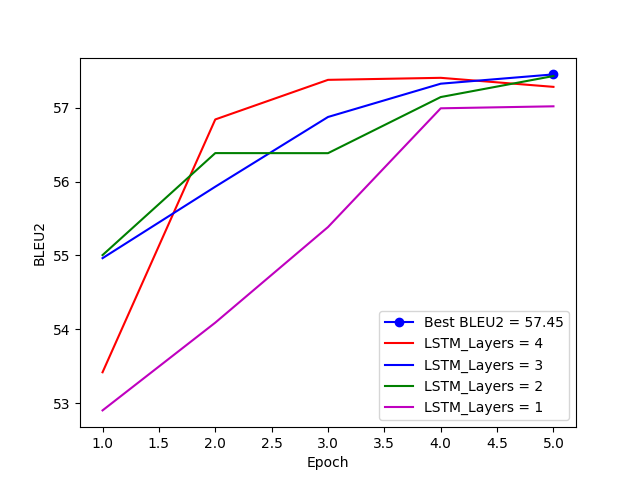 57
56
55
54
53
BLEU2
Best BLEU2 = 57.45
LSTM_Layers = 4
LSTM_Layers = 3
LSTM_Layers = 2
LSTM_Layers = 1
1.0 1.5 2.0 2.5 3.0 3.5 4.0 4.5 5.0
Epoch